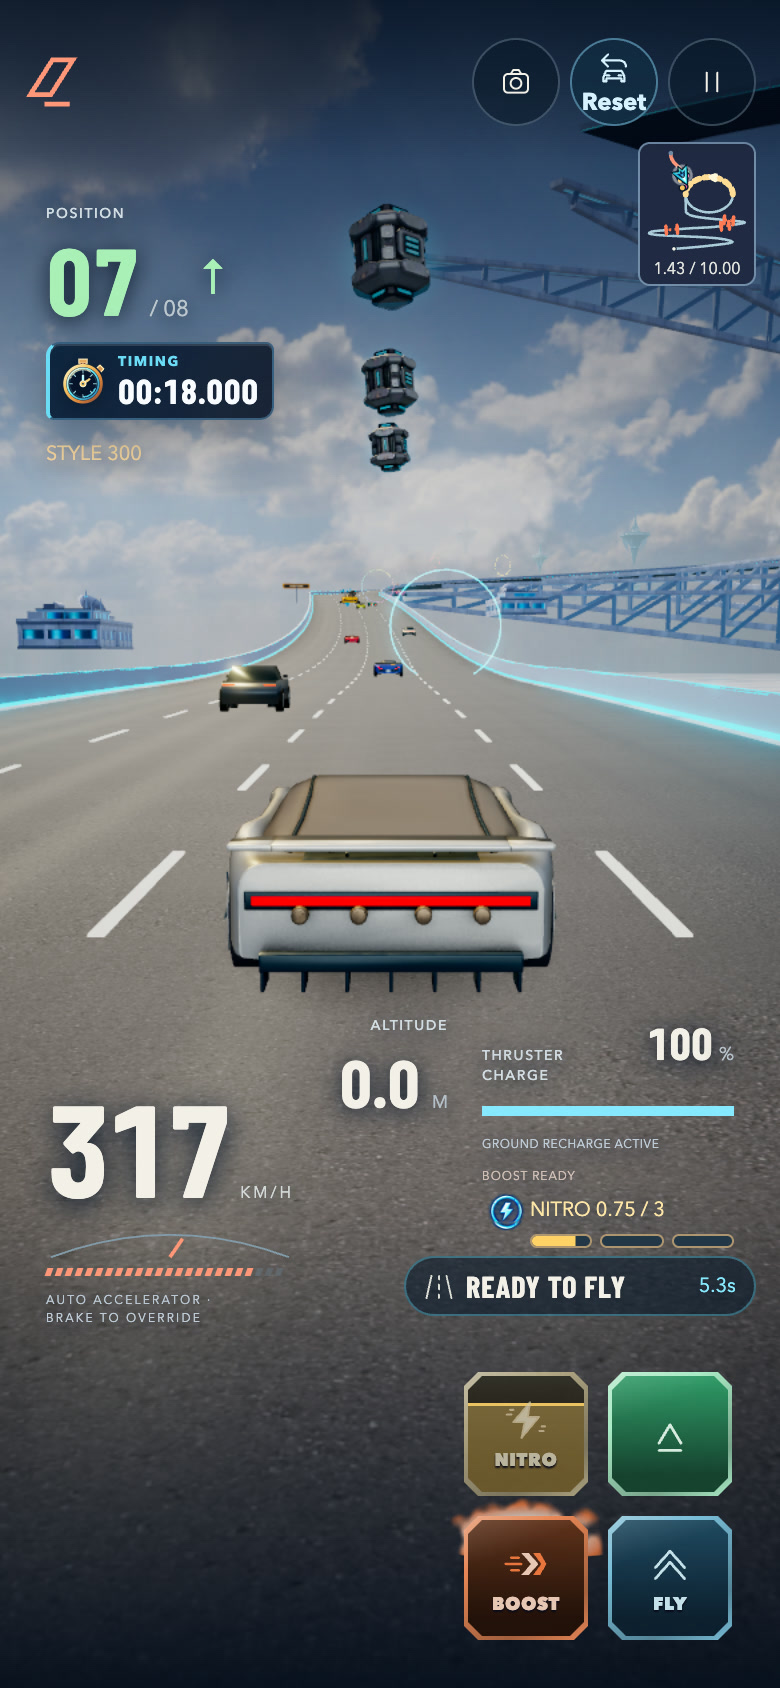 Reset
POSITION
07 / 08
1.43 / 10.00
TIMING
00:18.000
STYLE 300
ALTITUDE
0.0 M
THRUSTER
CHARGE
100 %
GROUND RECHARGE ACTIVE
BOOST READY
NITRO 0.75 / 3
317 KM/H
READY TO FLY 5.3s
AUTO ACCELERATOR ·
BRAKE TO OVERRIDE
NITRO
BOOST
FLY